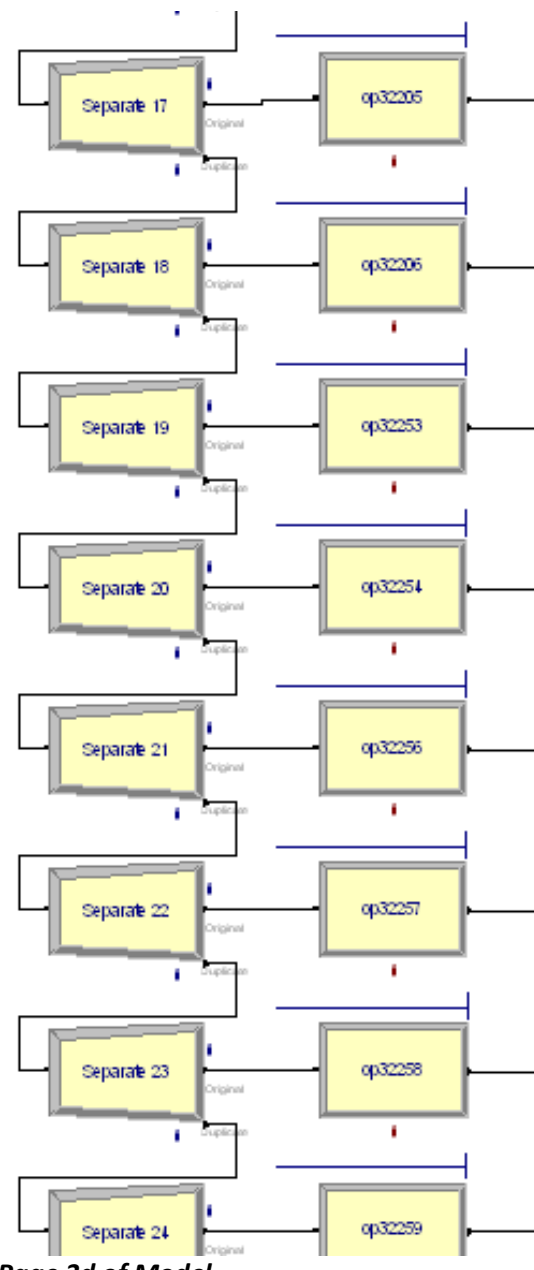 Separate 17
op32205
Original
Duplicate
Separate 18
op32206
Original
Duplicate
Separate 19
op32253
Original
Duplicate
Separate 20
op32254
Original
Duplicate
Separate 21
op32256
Original
Duplicate
Separate 22
op32257
Original
Duplicate
Separate 23
op32258
Original
Duplicate
Separate 24
op32259
Original
Page 2d of Model